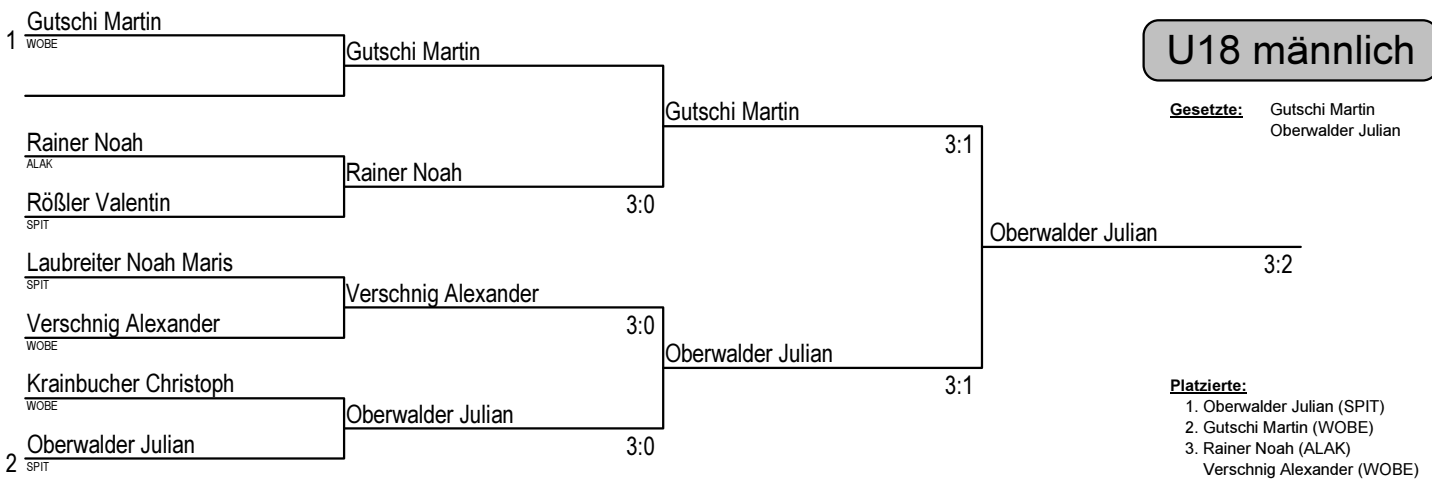 U18 männlich
Gesetzte: Gutschi Martin
Oberwalder Julian
1 Gutschi Martin
WOBE
Rainer Noah
ALAK
Rößler Valentin
SPIT
Laubreiter Noah Maris
SPIT
Verschnig Alexander
WOBE
Krainbucher Christoph
WOBE
2 Oberwalder Julian
SPIT
Gutschi Martin
Rainer Noah
3:0
Verschnig Alexander
3:0
Oberwalder Julian
3:0
Gutschi Martin
3:1
Oberwalder Julian
3:1
Oberwalder Julian
3:2
Platzierte:
1. Oberwalder Julian (SPIT)
2. Gutschi Martin (WOBE)
3. Rainer Noah (ALAK)
Verschnig Alexander (WOBE)